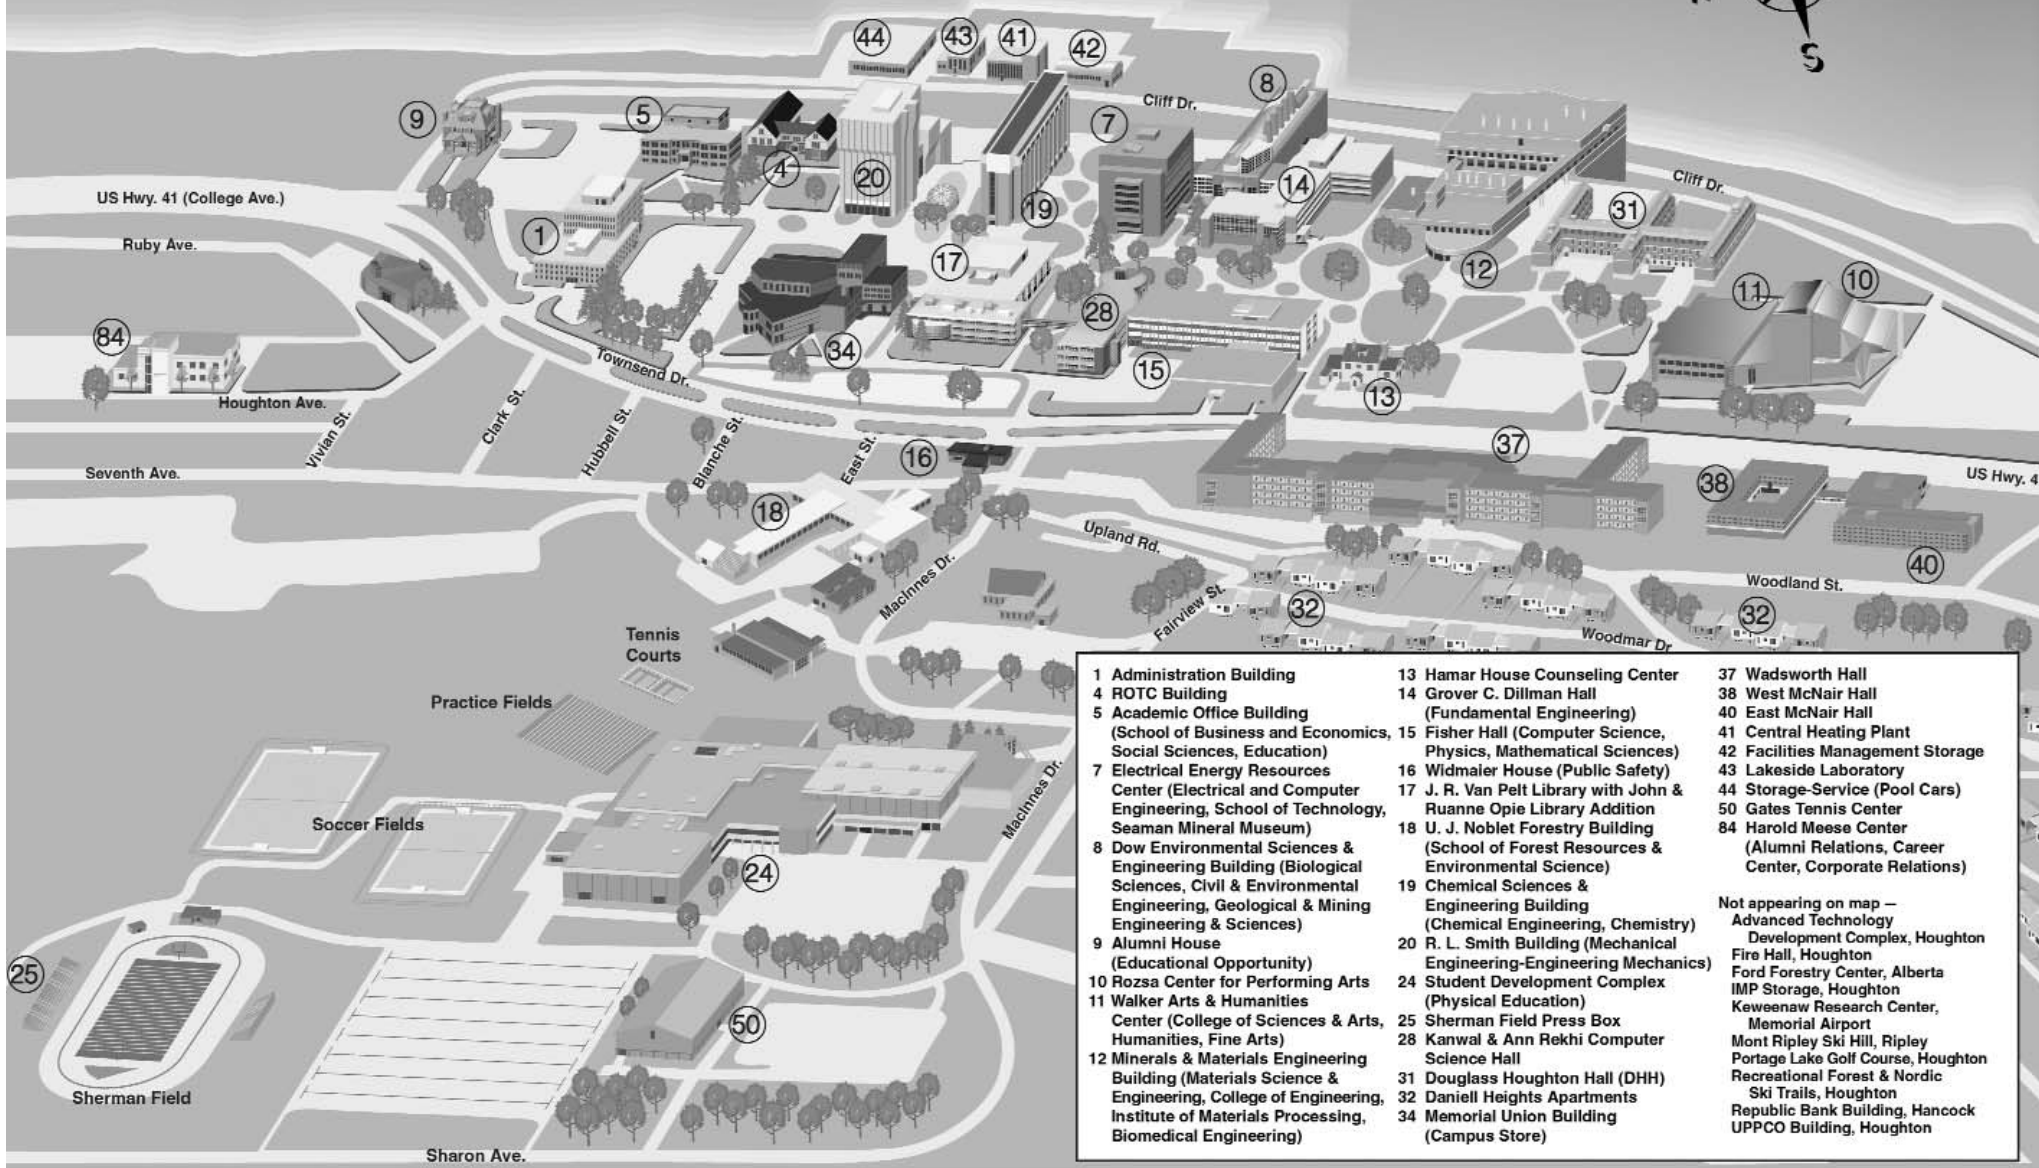 S
44
43
41
42
8
Cliff Dr.
9
5
7
4
20
14
19
Cliff Dr.
31
US Hwy. 41 (College Ave.)
1
Ruby Ave.
17
12
11
10
28
84
34
15
13
Townsend Dr.
Houghton Ave.
Vivian St.
Clark St.
Hubbell St.
Blanche St.
East St.
16
37
38
Seventh Ave.
US Hwy. 4
18
Upland Rd.
40
MacInnes Dr.
Fairview St.
32
Woodland St.
32
Woodmar Dr.
Tennis
Courts
Practice Fields
MacInnes Dr.
Soccer Fields
24
25
50
Sherman Field
Sharon Ave.
1 Administration Building
4 ROTC Building
5 Academic Office Building
(School of Business and Economics,
Social Sciences, Education)
7 Electrical Energy Resources
Center (Electrical and Computer
Engineering, School of Technology,
Seaman Mineral Museum)
8 Dow Environmental Sciences &
Engineering Building (Biological
Sciences, Civil & Environmental
Engineering, Geological & Mining
Engineering & Sciences)
9 Alumni House
(Educational Opportunity)
10 Rozsa Center for Performing Arts
11 Walker Arts & Humanities
Center (College of Sciences & Arts,
Humanities, Fine Arts)
12 Minerals & Materials Engineering
Building (Materials Science &
Engineering, College of Engineering,
Institute of Materials Processing,
Biomedical Engineering)
13 Hamar House Counseling Center
14 Grover C. Dillman Hall
(Fundamental Engineering)
15 Fisher Hall (Computer Science,
Physics, Mathematical Sciences)
16 Widmaier House (Public Safety)
17 J. R. Van Pelt Library with John &
Ruanne Opie Library Addition
18 U. J. Noblet Forestry Building
(School of Forest Resources &
Environmental Science)
19 Chemical Sciences &
Engineering Building
(Chemical Engineering, Chemistry)
20 R. L. Smith Building (Mechanical
Engineering-Engineering Mechanics)
24 Student Development Complex
(Physical Education)
25 Sherman Field Press Box
28 Kanwal & Ann Rekhi Computer
Science Hall
31 Douglass Houghton Hall (DHH)
32 Daniell Heights Apartments
34 Memorial Union Building
(Campus Store)
37 Wadsworth Hall
38 West McNair Hall
40 East McNair Hall
41 Central Heating Plant
42 Facilities Management Storage
43 Lakeside Laboratory
44 Storage-Service (Pool Cars)
50 Gates Tennis Center
84 Harold Meese Center
(Alumni Relations, Career
Center, Corporate Relations)
Not appearing on map —
Advanced Technology
Development Complex, Houghton
Fire Hall, Houghton
Ford Forestry Center, Alberta
IMP Storage, Houghton
Keweenaw Research Center,
Memorial Airport
Mont Ripley Ski Hill, Ripley
Portage Lake Golf Course, Houghton
Recreational Forest & Nordic
Ski Trails, Houghton
Republic Bank Building, Hancock
UPPCO Building, Houghton